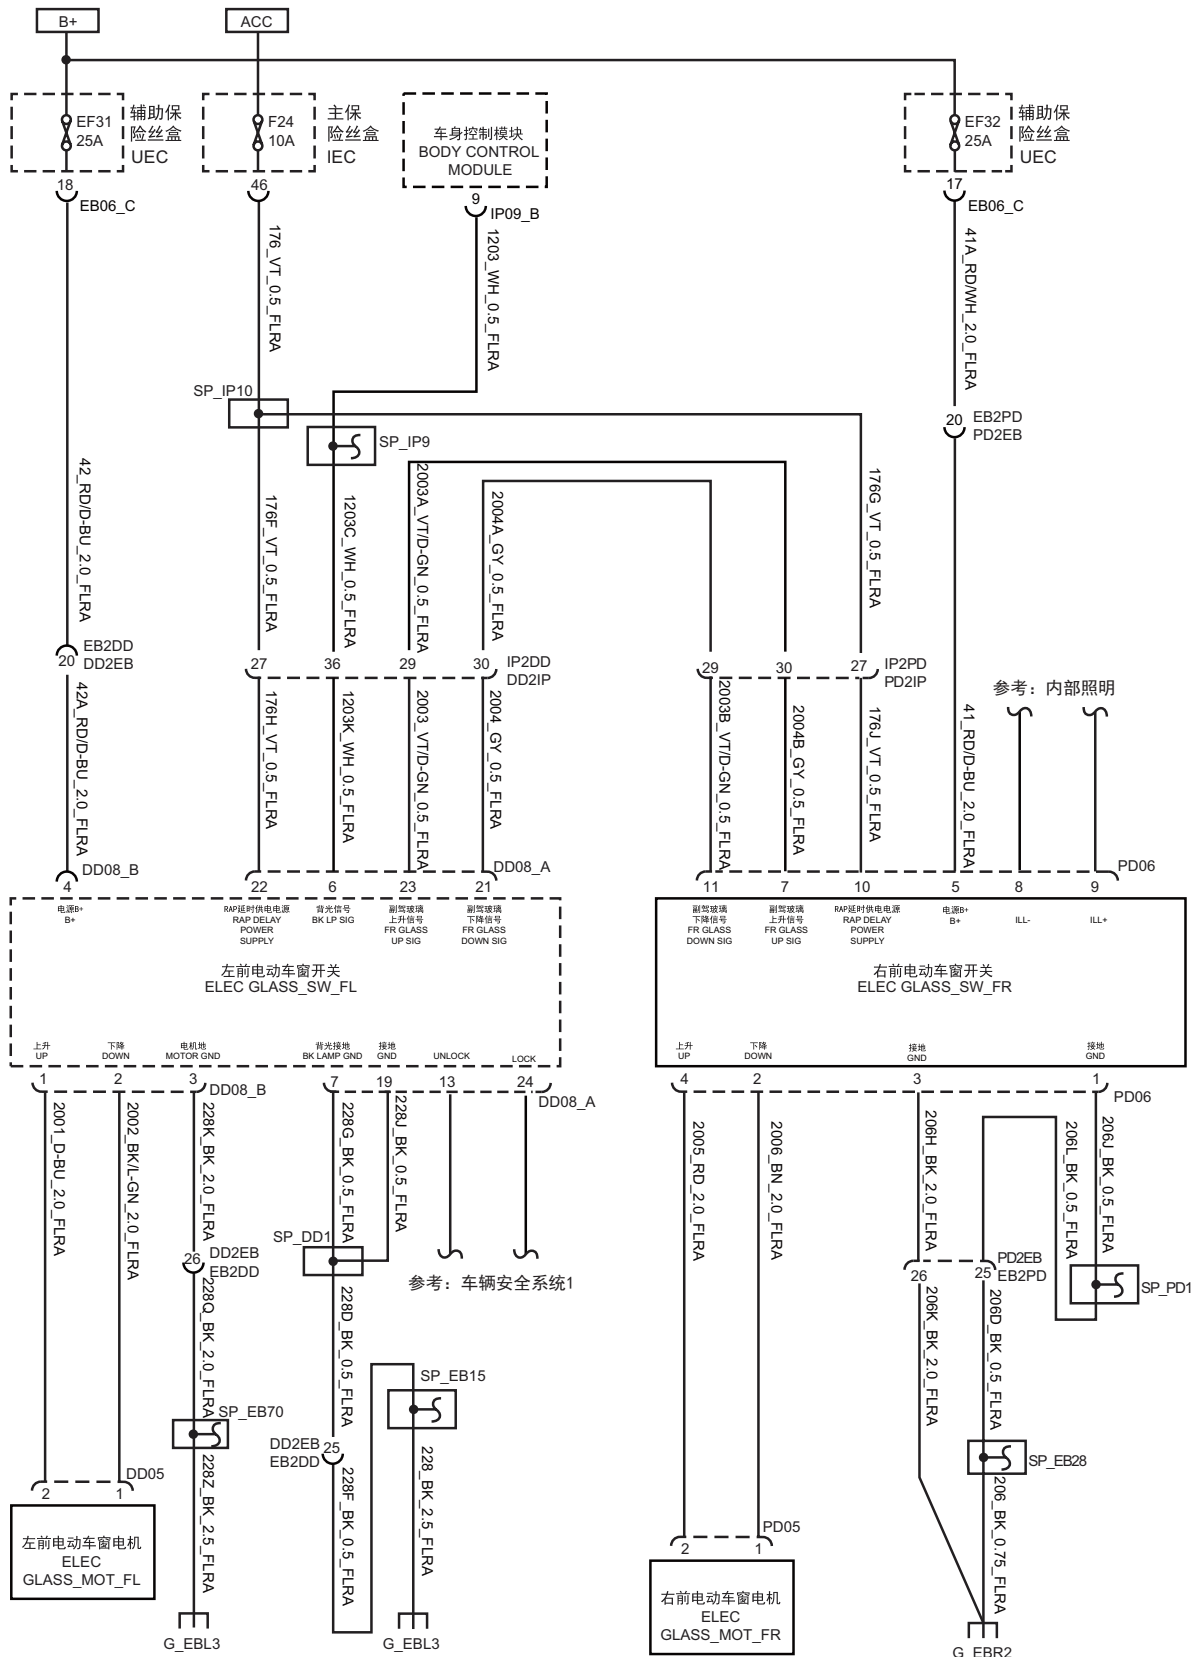 B+
ACC
EF31
25A
辅助保
险丝盒
UEC
F24
10A
主保
险丝盒
IEC
车身控制模块
BODY CONTROL
MODULE
EF32
25A
辅助保
险丝盒
UEC
18
EB06_C
46
9
IP09_B
17
EB06_C
176_VT_0.5_FLRA
1203_WH_0.5_FLRA
41A_RD/WH_2.0_FLRA
SP_IP10
SP_IP9
20
EB2PD
PD2EB
42_RD/D-BU_2.0_FLRA
176F_VT_0.5_FLRA
1203C_WH_0.5_FLRA
2003A_VT/D-GN_0.5_FLRA
2004A_GY_0.5_FLRA
176G_VT_0.5_FLRA
20
EB2DD
DD2EB
27
36
29
30
IP2DD
DD2IP
29
30
27
IP2PD
PD2IP
参考：内部照明
42A_RD/D-BU_2.0_FLRA
176H_VT_0.5_FLRA
1203K_WH_0.5_FLRA
2003_VT/D-GN_0.5_FLRA
2004_GY_0.5_FLRA
2003B_VT/D-GN_0.5_FLRA
2004B_GY_0.5_FLRA
176J_VT_0.5_FLRA
41_RD/D-BU_2.0_FLRA
4
DD08_B
22
6
23
21
DD08_A
11
7
10
5
8
9
PD06
电源B+
B+
RAP延时供电电源
RAP DELAY
POWER
SUPPLY
背光信号
BK LP SIG
副驾玻璃
上升信号
FR GLASS
UP SIG
副驾玻璃
下降信号
FR GLASS
DOWN SIG
左前电动车窗开关
ELEC GLASS_SW_FL
副驾玻璃
下降信号
FR GLASS
DOWN SIG
副驾玻璃
上升信号
FR GLASS
UP SIG
RAP延时供电电源
RAP DELAY
POWER
SUPPLY
电源B+
B+
ILL-
ILL+
右前电动车窗开关
ELEC GLASS_SW_FR
上升
UP
下降
DOWN
电机地
MOTOR GND
背光接地
BK LAMP GND
接地
GND
UNLOCK
LOCK
上升
UP
下降
DOWN
接地
GND
接地
GND
1
2
3
DD08_B
7
19
13
24
DD08_A
4
2
3
1
PD06
2001_D-BU_2.0_FLRA
2002_BK/L-GN_2.0_FLRA
228K_BK_2.0_FLRA
228G_BK_0.5_FLRA
228J_BK_0.5_FLRA
2005_RD_2.0_FLRA
2006_BN_2.0_FLRA
206H_BK_2.0_FLRA
206L_BK_0.5_FLRA
206J_BK_0.5_FLRA
SP_DD1
26
DD2EB
EB2DD
参考：车辆安全系统1
26
25
PD2EB
EB2PD
SP_PD1
228Q_BK_2.0_FLRA
228D_BK_0.5_FLRA
206K_BK_2.0_FLRA
206D_BK_0.5_FLRA
SP_EB15
SP_EB70
DD2EB
EB2DD
25
SP_EB28
228Z_BK_2.5_FLRA
228F_BK_0.5_FLRA
228_BK_2.5_FLRA
206_BK_0.75_FLRA
DD05
2
1
左前电动车窗电机
ELEC
GLASS_MOT_FL
PD05
2
1
右前电动车窗电机
ELEC
GLASS_MOT_FR
G_EBL3
G_EBL3
G_EBR2